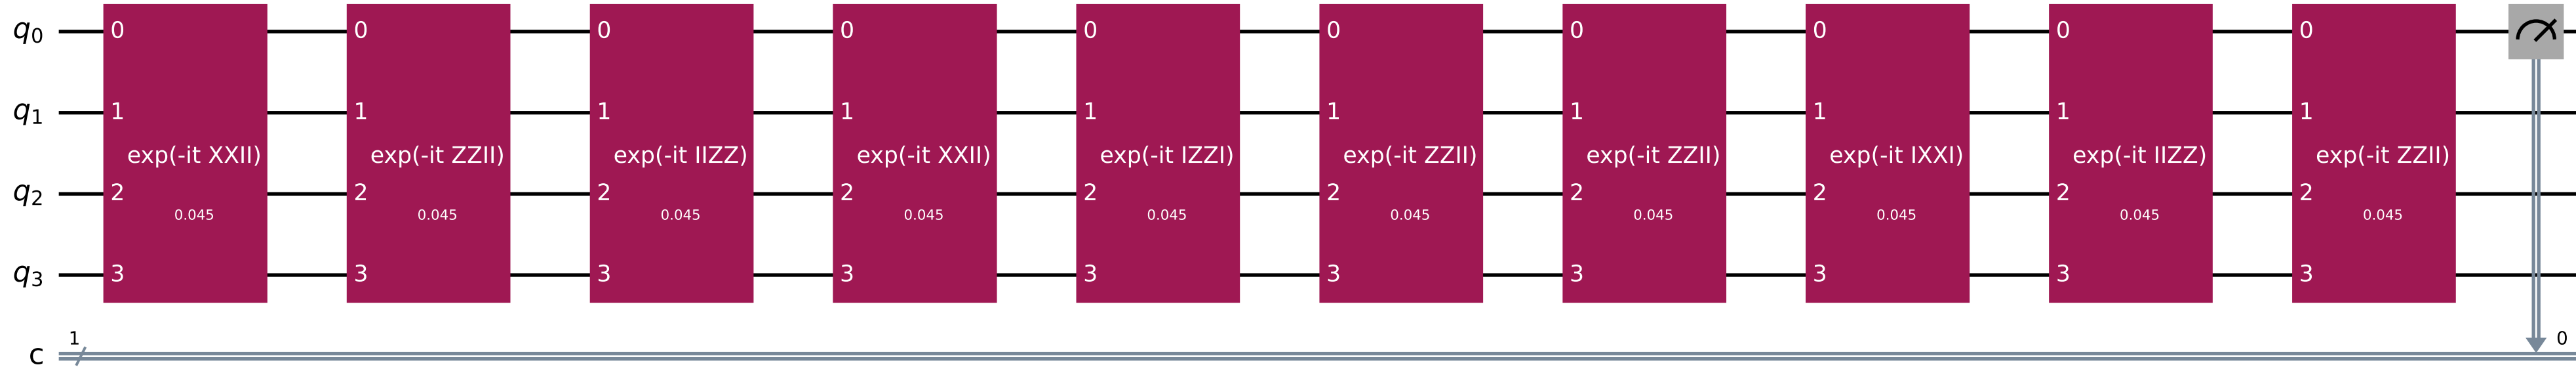 q0 0 0 0 0 0 0 0 0 0 0
q1 1 1 1 1 1 1 1 1 1 1
exp(-it XXII) exp(-it ZZII) exp(-it IIZZ) exp(-it XXII) exp(-it IZZI) exp(-it ZZII) exp(-it ZZII) exp(-it IXXI) exp(-it IIZZ) exp(-it ZZII)
q2 2 2 2 2 2 2 2 2 2 2
0.045 0.045 0.045 0.045 0.045 0.045 0.045 0.045 0.045 0.045
q3 3 3 3 3 3 3 3 3 3 3
1 0
c